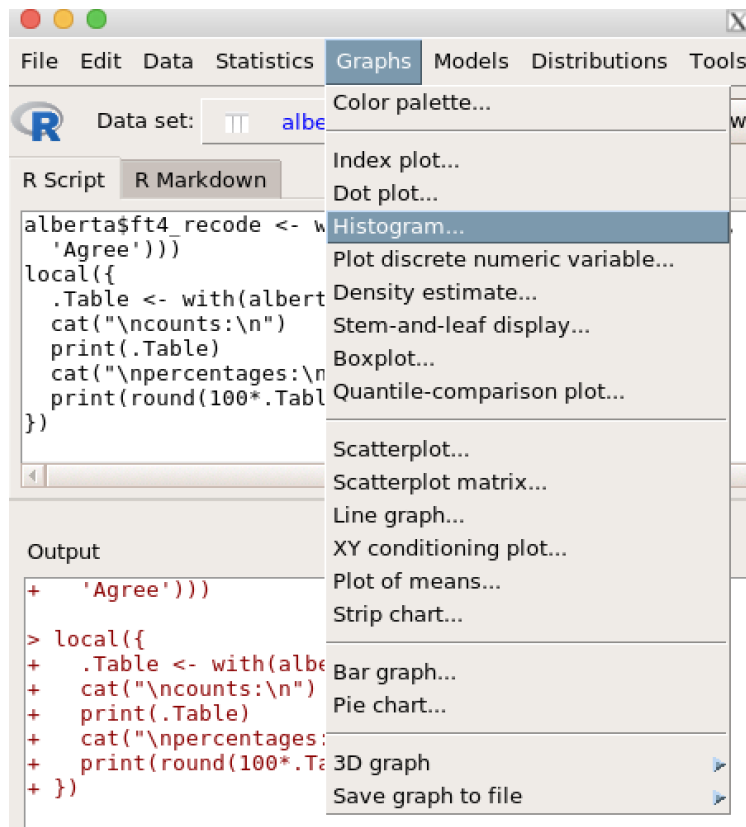 X
File Edit Data Statistics Graphs Models Distributions Tools
R Data set: albe
Color palette...
Index plot...
R Script R Markdown
Dot plot...
Histogram...
Plot discrete numeric variable...
Density estimate...
Stem-and-leaf display...
Boxplot...
Quantile-comparison plot...
Scatterplot...
Scatterplot matrix...
Line graph...
XY conditioning plot...
Plot of means...
Strip chart...
Bar graph...
Pie chart...
3D graph
Save graph to file
alberta$ft4_recode <- w
'Agree')))
local({
.Table <- with(albert
cat("\ncounts:\n")
print(.Table)
cat("\npercentages:\n
print(round(100*.Tabl
})
Output
+ 'Agree')))
> local({
+ .Table <- with(albe
+ cat("\ncounts:\n")
+ print(.Table)
+ cat("\npercentages:
+ print(round(100*.Ta
+ })